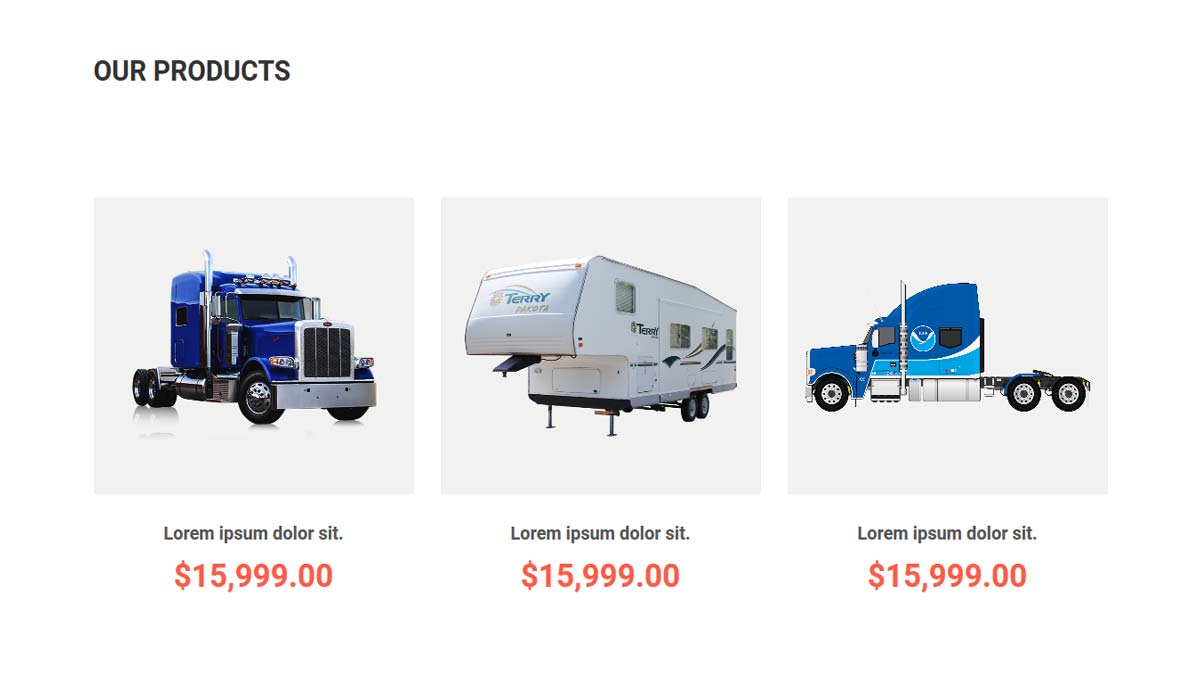 OUR PRODUCTS
TERRY
DAKOTA
TERRY
Lorem ipsum dolor sit.
Lorem ipsum dolor sit.
Lorem ipsum dolor sit.
$15,999.00
$15,999.00
$15,999.00